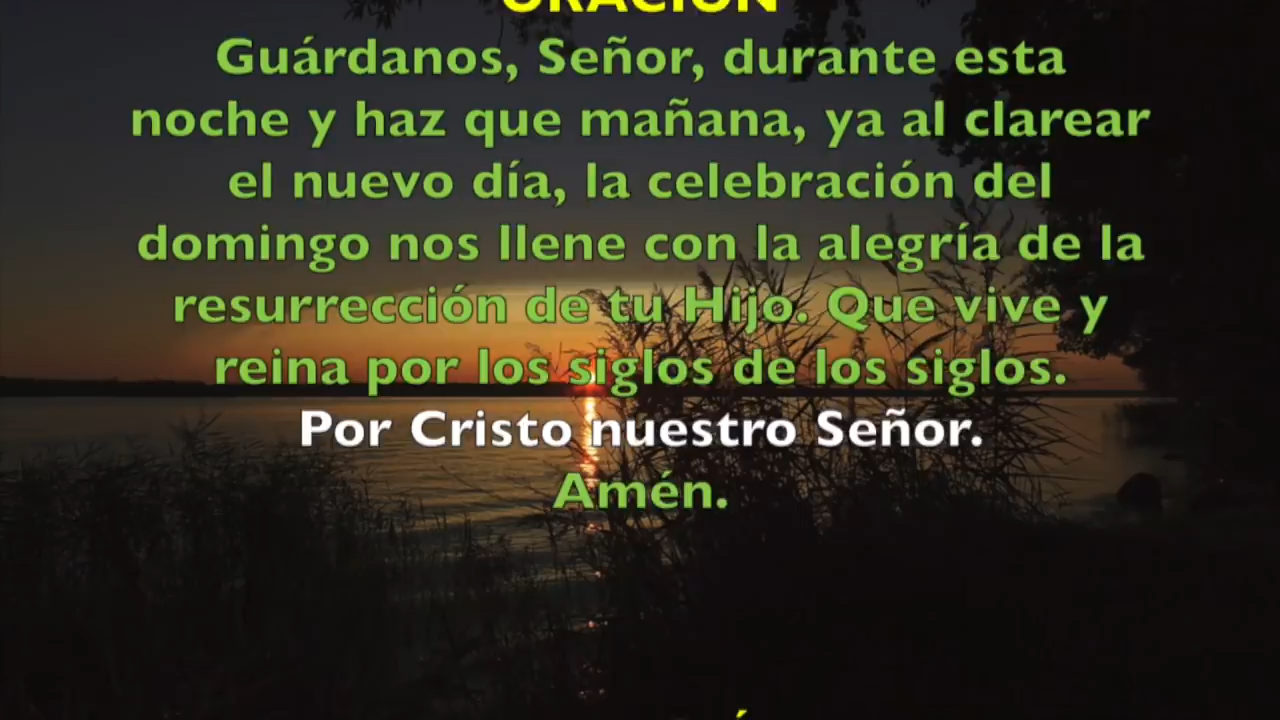 ORACIÓN
Guárdanos, Señor, durante esta
noche y haz que mañana, ya al clarear
el nuevo día, la celebración del
domingo nos llene con la alegría de la
resurrección de tu Hijo. Que vive y
reina por los siglos de los siglos.
Por Cristo nuestro Señor.
Amén.